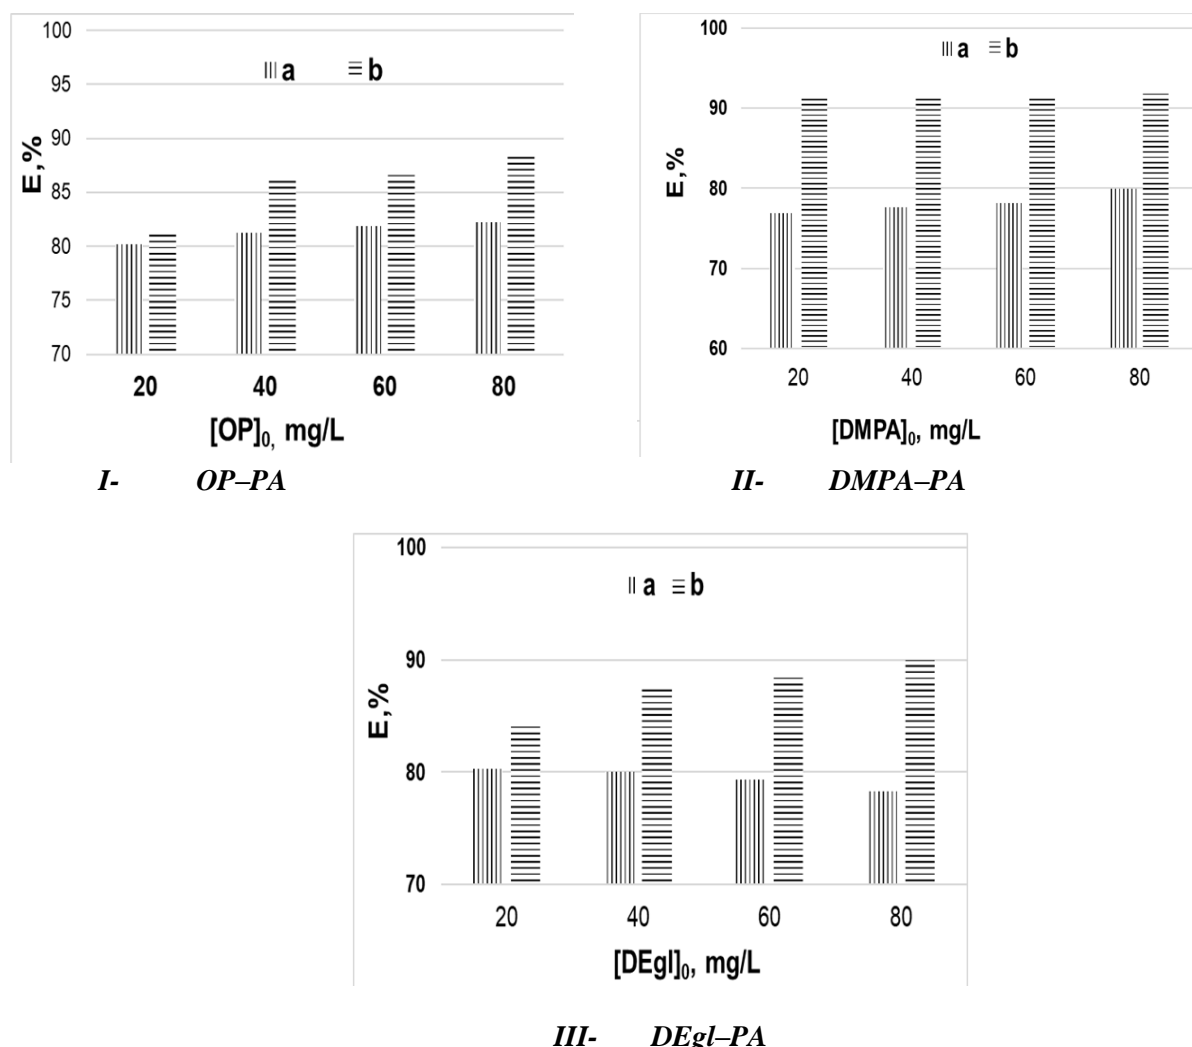 100
95
90
85
80
75
70
E,%
a b
20 40 60 80
[OP]0, mg/L
I- OP–PA
100
90
80
70
60
E,%
a b
20 40 60 80
[DMPA]0, mg/L
II- DMPA–PA
100
90
80
70
E,%
a b
20 40 60 80
[DEgl]0, mg/L
III- DEgl–PA